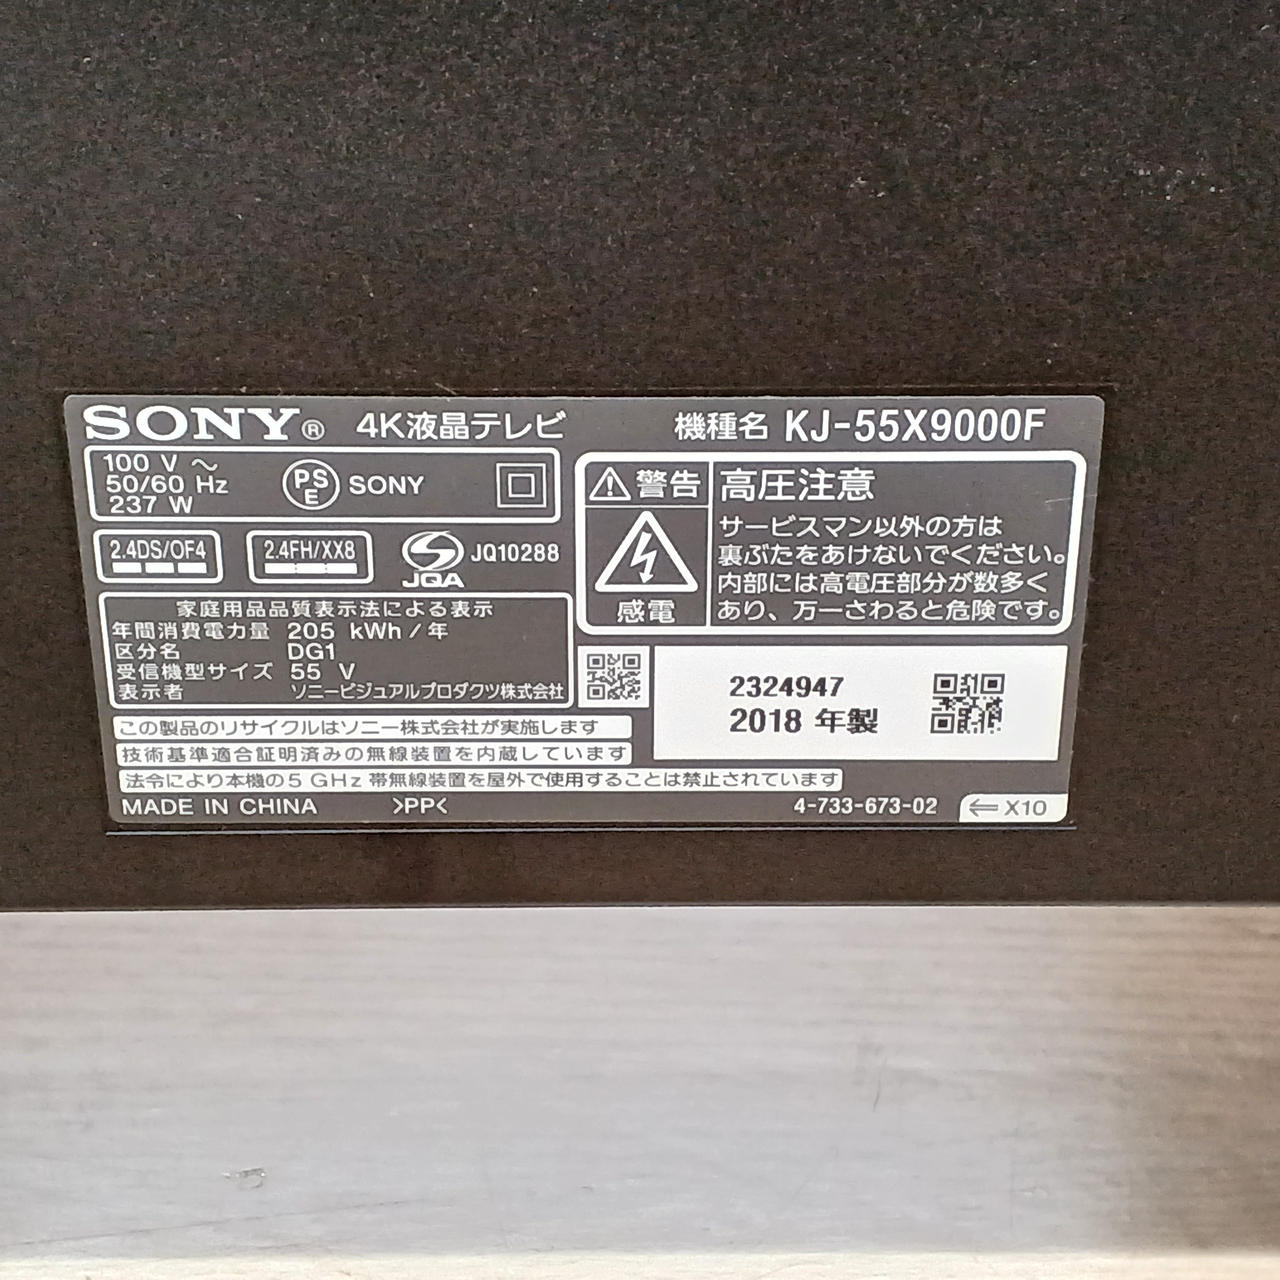 SONY® 4K液晶テレビ 機種名 KJ-55X9000F
100 V ～
50/60 Hz
237 W
PSE SONY
2.4DS/OF4
2.4FH/XX8
JQA JQ10288
家庭用品品質表示法による表示
年間消費電力量 205 kWh / 年
区分名 DG1
受信機型サイズ 55 V
表示者 ソニービジュアルプロダクツ株式会社
警告
感電
高圧注意
サービスマン以外の方は
裏ぶたをあけないでください。
内部には高電圧部分が数多く
あり、万一さわると危険です。
2324947
2018 年製
この製品のリサイクルはソニー株式会社が実施します
技術基準適合証明済みの無線装置を内蔵しています
法令により本機の5 GHz 帯無線装置を屋外で使用することは禁止されています
MADE IN CHINA >PP< 4-733-673-02 ⇐ X10